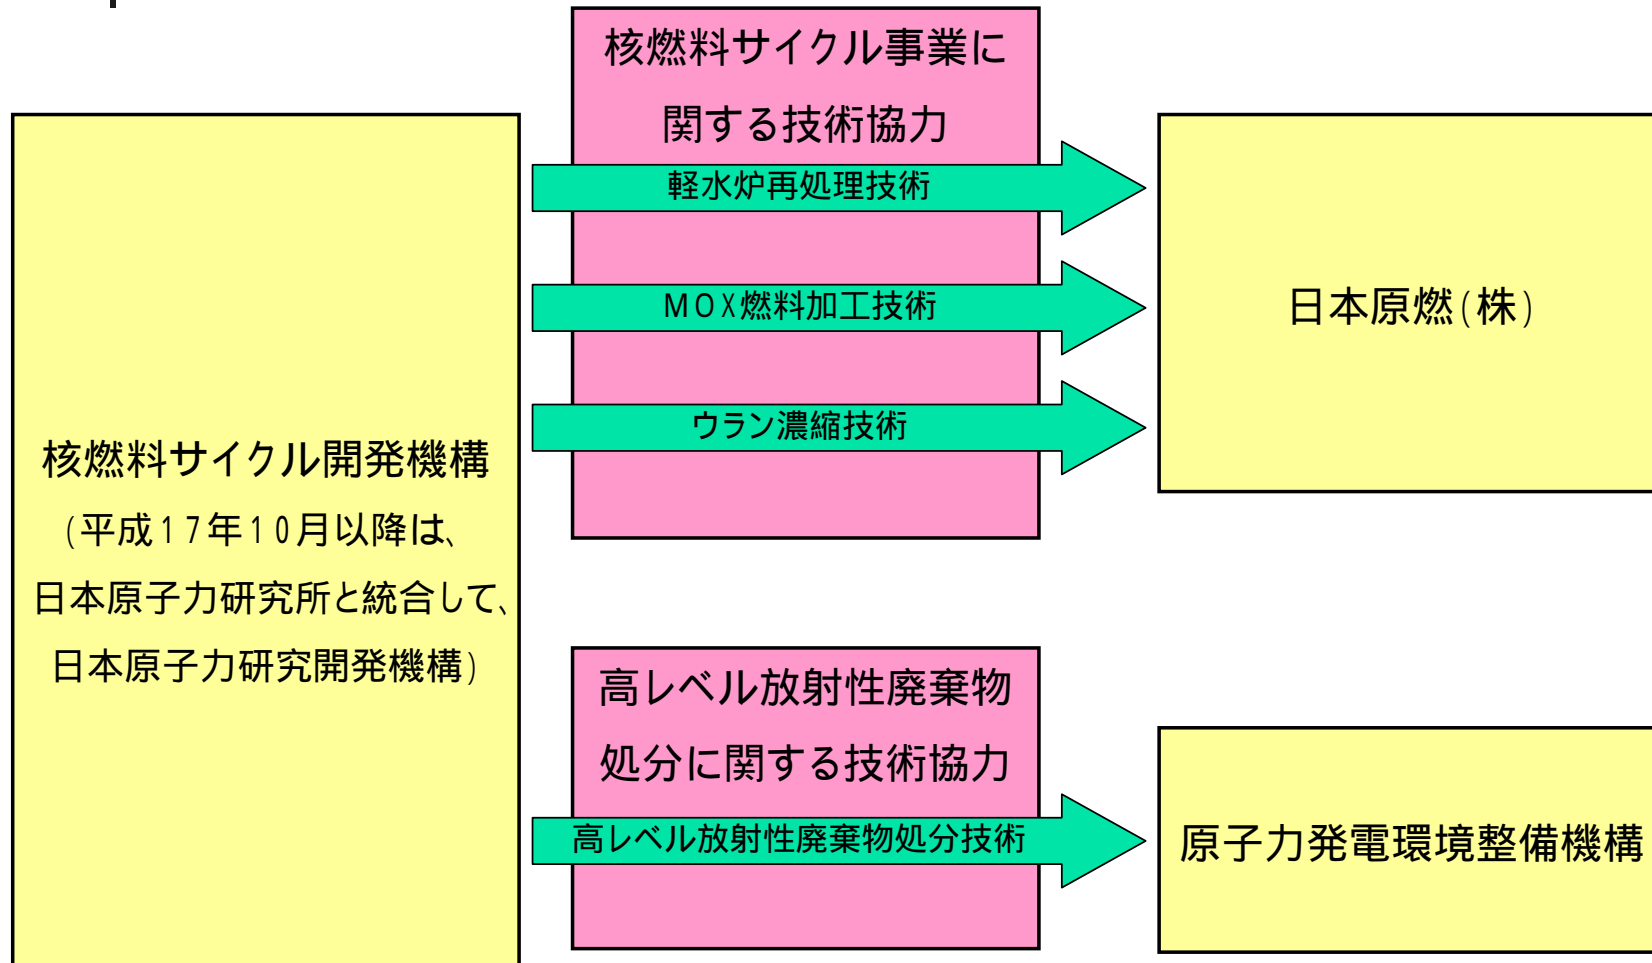 核燃料サイクル開発機構
(平成17年10月以降は、
日本原子力研究所と統合して、
日本原子力研究開発機構)
核燃料サイクル事業に
関する技術協力
軽水炉再処理技術
MOX燃料加工技術
ウラン濃縮技術
日本原燃(株)
高レベル放射性廃棄物
処分に関する技術協力
高レベル放射性廃棄物処分技術
原子力発電環境整備機構